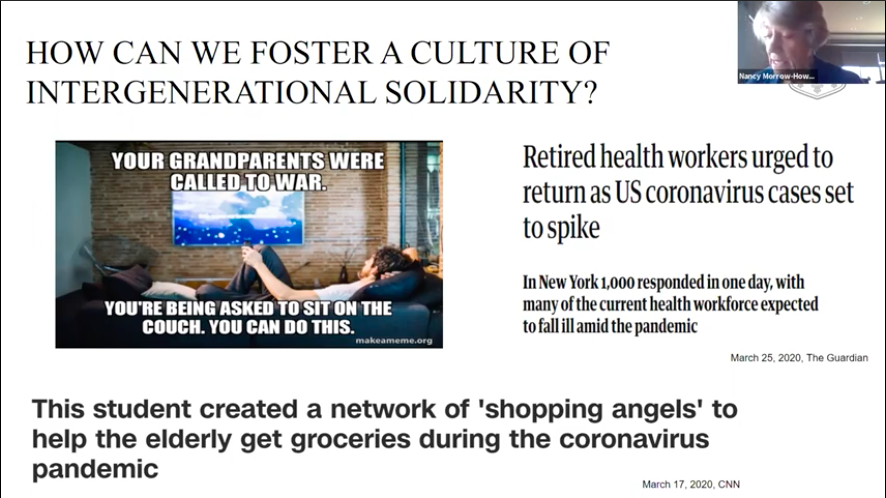 HOW CAN WE FOSTER A CULTURE OF
INTERGENERATIONAL SOLIDARITY?
Nancy Morrow-How...
YOUR GRANDPARENTS WERE
CALLED TO WAR.
YOU'RE BEING ASKED TO SIT ON THE
COUCH. YOU CAN DO THIS.
makeameme.org
Retired health workers urged to
return as US coronavirus cases set
to spike
In New York 1,000 responded in one day, with
many of the current health workforce expected
to fall ill amid the pandemic
March 25, 2020, The Guardian
This student created a network of 'shopping angels' to
help the elderly get groceries during the coronavirus
pandemic
March 17, 2020, CNN